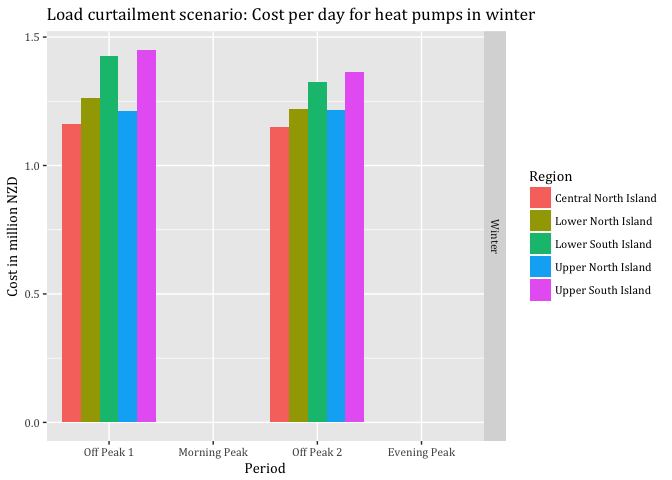 Load curtailment scenario: Cost per day for heat pumps in winter
Cost in million NZD
1.5
1.0
0.5
0.0
Off Peak 1
Morning Peak
Off Peak 2
Evening Peak
Period
Winter
Region
Central North Island
Lower North Island
Lower South Island
Upper North Island
Upper South Island